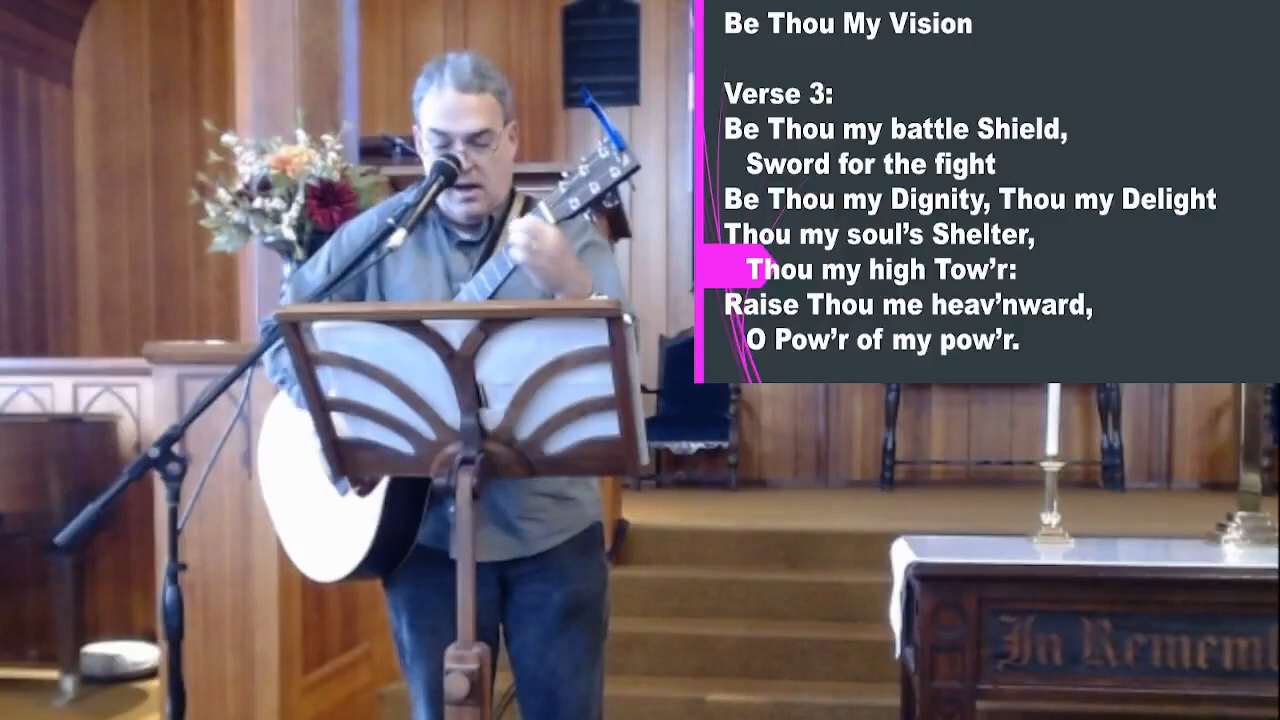 Be Thou My Vision
Verse 3:
Be Thou my battle Shield,
Sword for the fight
Be Thou my Dignity, Thou my Delight
Thou my soul’s Shelter,
Thou my high Tow’r:
Raise Thou me heav’nward,
O Pow’r of my pow’r.
In Rememb